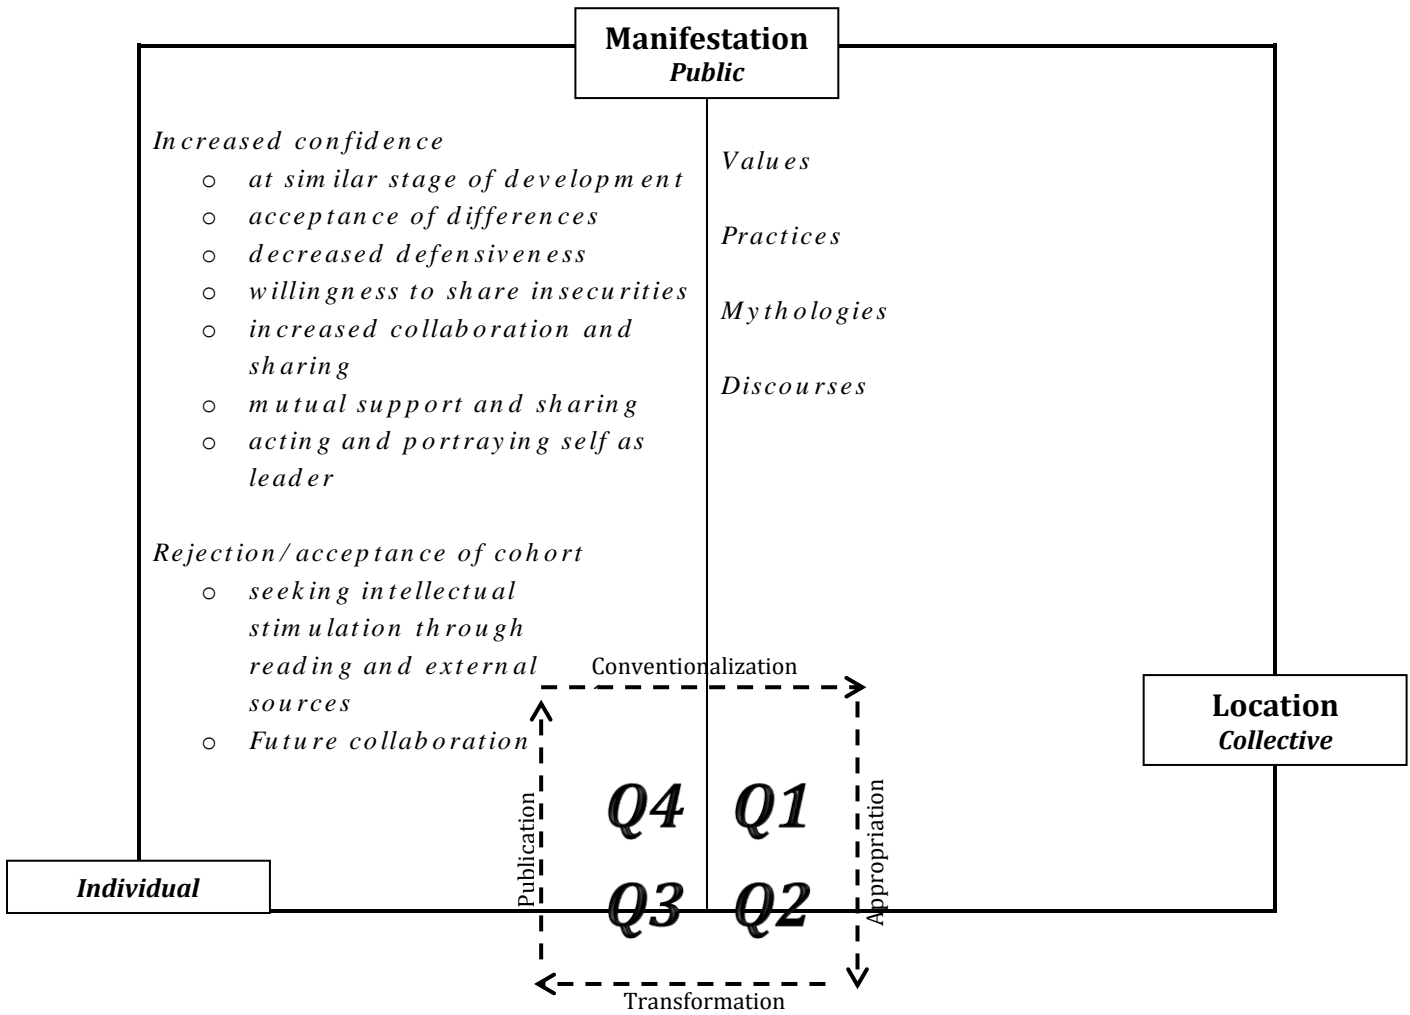 Manifestation
Public
Increased confidence
o at similar stage of development
o acceptance of differences
o decreased defensiveness
o willingness to share insecurities
o increased collaboration and
sharing
o mutual support and sharing
o acting and portraying self as
leader
Rejection/acceptance of cohort
o seeking intellectual
stimulation through
reading and external
sources
o Future collaboration
Values
Practices
Mythologies
Discourses
Conventionalization
Location
Collective
Publication
Q4 Q1
Appropriation
Individual
Q3 Q2
Transformation